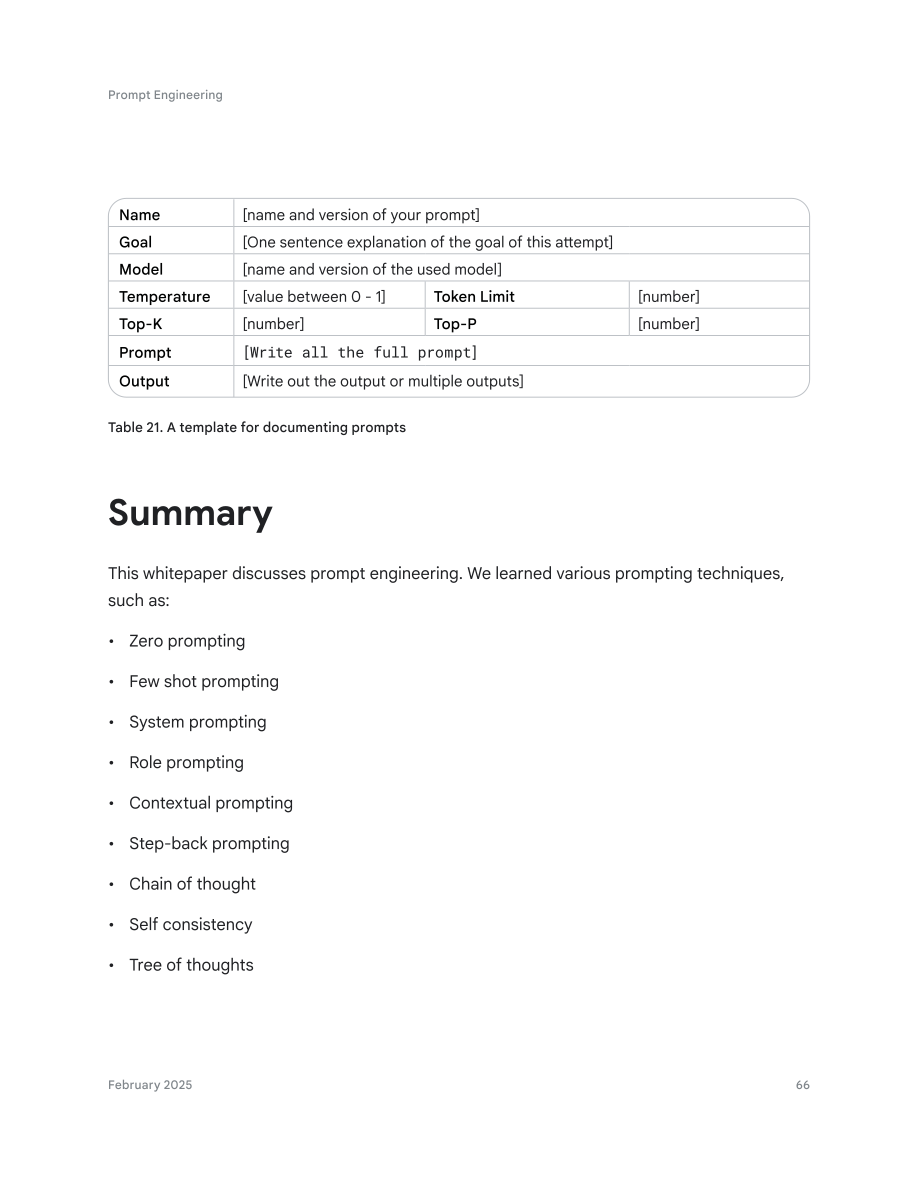 Prompt Engineering
Name [name and version of your prompt]
Goal [One sentence explanation of the goal of this attempt]
Model [name and version of the used model]
Temperature [value between 0 - 1] Token Limit [number]
Top-K [number] Top-P [number]
Prompt [Write all the full prompt]
Output [Write out the output or multiple outputs]
Table 21. A template for documenting prompts
Summary
This whitepaper discusses prompt engineering. We learned various prompting techniques,
such as:
• Zero prompting
• Few shot prompting
• System prompting
• Role prompting
• Contextual prompting
• Step-back prompting
• Chain of thought
• Self consistency
• Tree of thoughts
February 2025 66